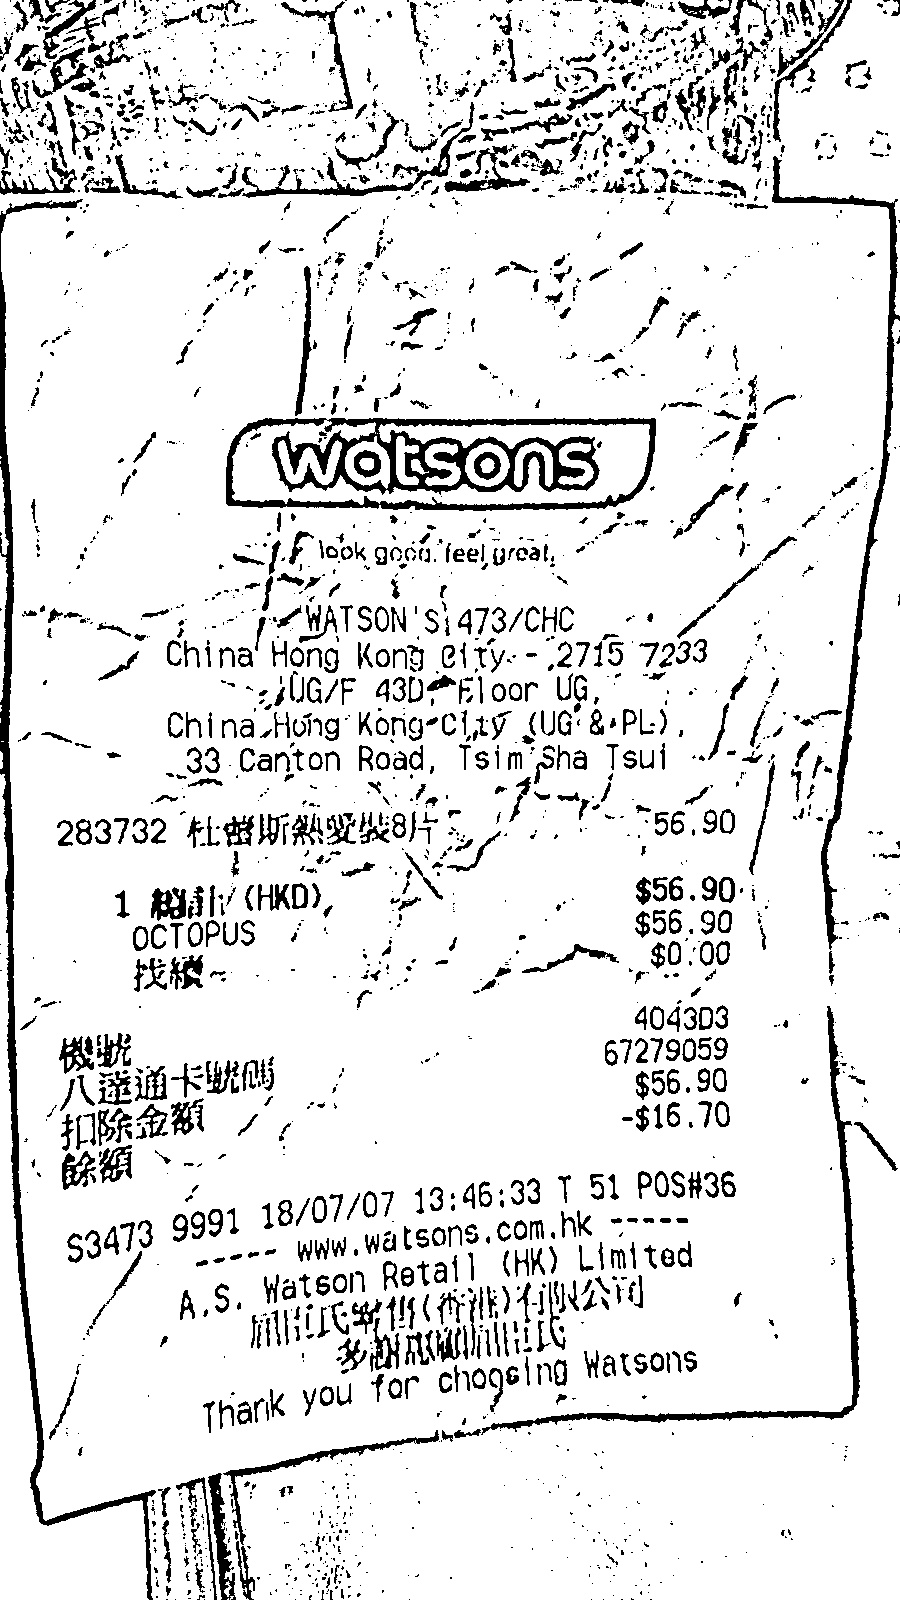 watsons
look good. feel great.
WATSON'S 473/CHC
China Hong Kong City - 2715 7233
UG/F 43D, Floor UG,
China Hong Kong City (UG & PL),
33 Canton Road, Tsim Sha Tsui
283732 杜蕾斯熱愛裝8片 56.90
1 總計 (HKD) $56.90
OCTOPUS $56.90
找續 $0.00
機號 404303
八達通卡號碼 67279059
扣除金額 $56.90
餘額 -$16.70
S3473 9991 18/07/07 13:46:33 T 51 POS#36
----- www.watsons.com.hk -----
A.S. Watson Retail (HK) Limited
屈臣氏零售(香港)有限公司
多謝惠顧屈臣氏
Thank you for choosing Watsons